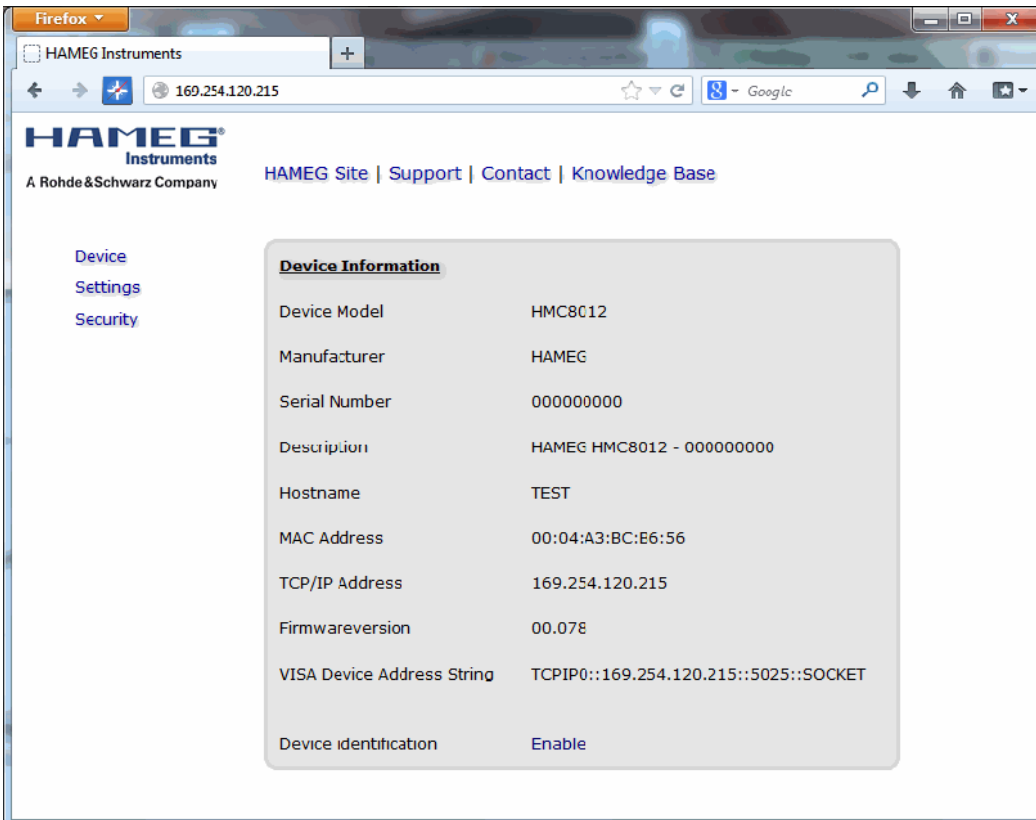 Firefox
HAMEG Instruments
169.254.120.215
Google
HAMEG®
Instruments
A Rohde&Schwarz Company
HAMEG Site | Support | Contact | Knowledge Base
Device
Settings
Security
Device Information
Device Model HMC8012
Manufacturer HAMEG
Serial Number 000000000
Description HAMEG HMC8012 - 000000000
Hostname TEST
MAC Address 00:04:A3:BC:E6:56
TCP/IP Address 169.254.120.215
Firmwareversion 00.078
VISA Device Address String TCPIP0::169.254.120.215::5025::SOCKET
Device identification Enable